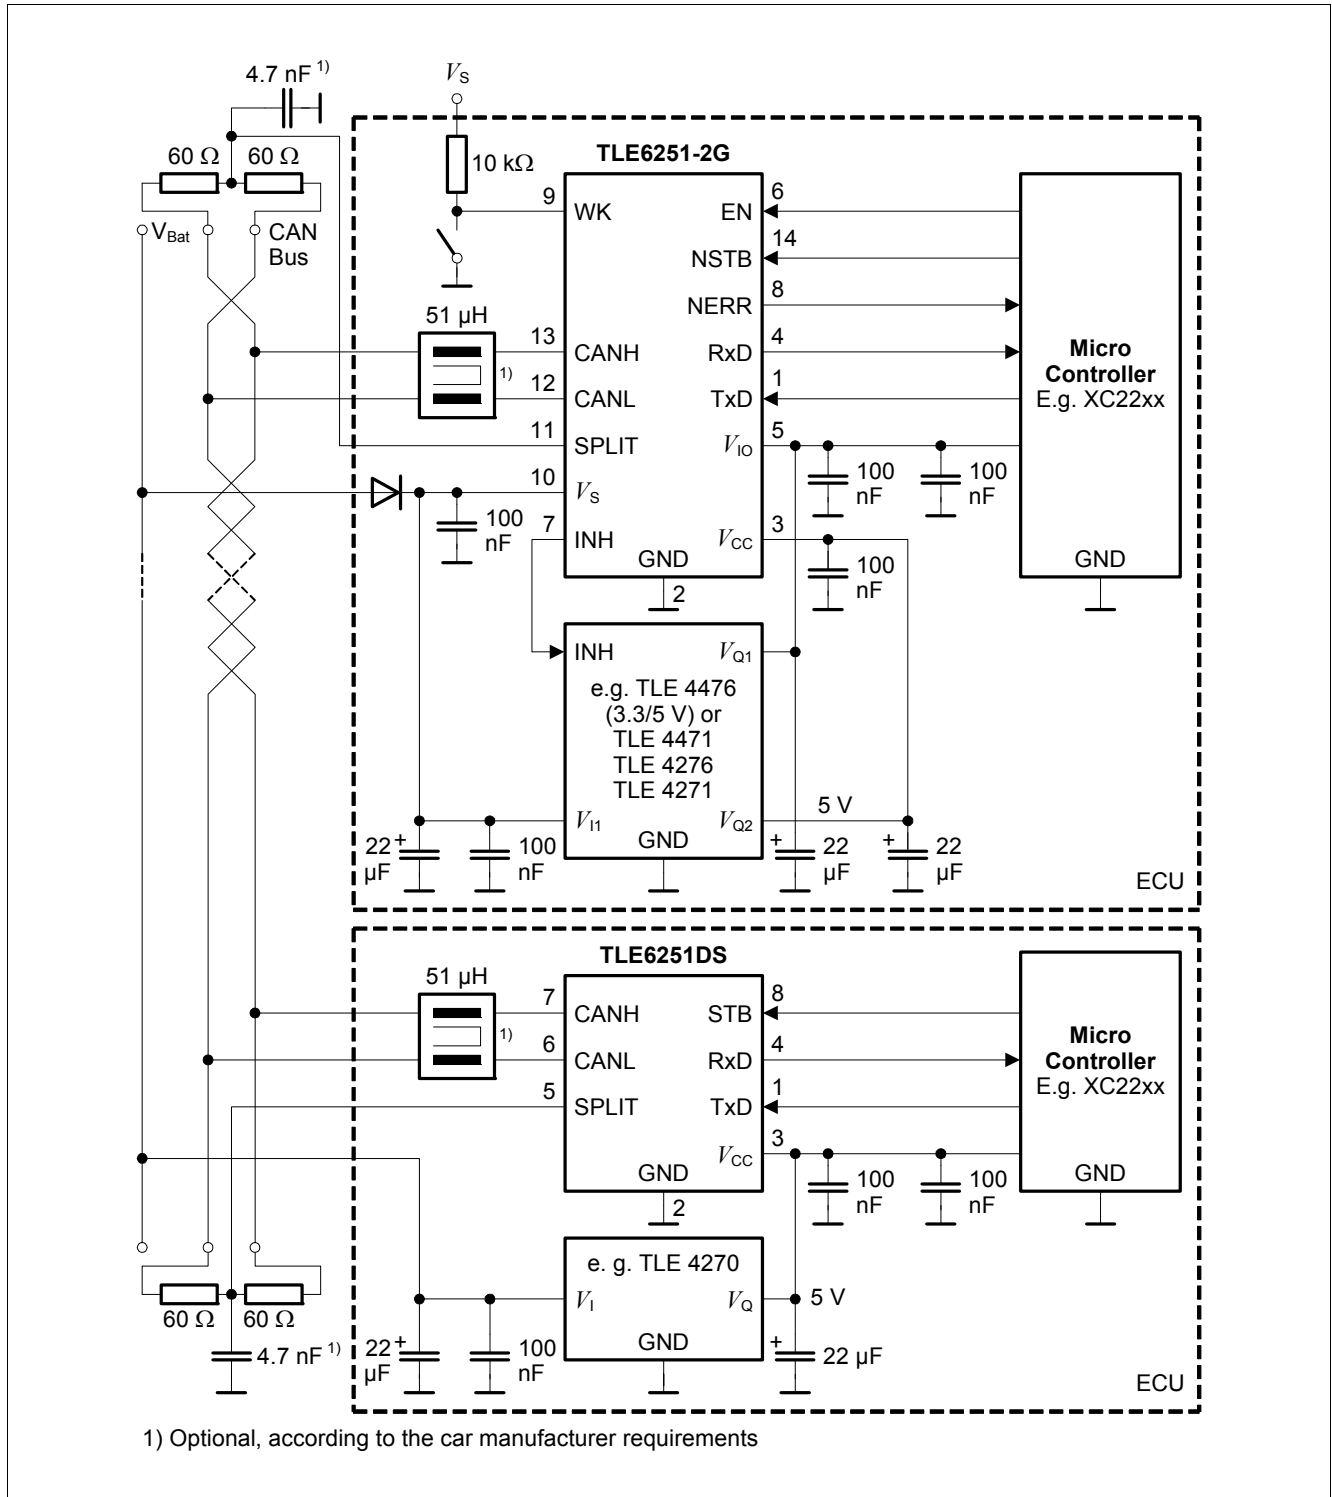 4.7 nF 1)
VS
60 Ω 60 Ω
10 kΩ
TLE6251-2G
VBat
CAN
Bus
9 WK
EN 6
NSTB 14
NERR 8
51 µH
1)
13 CANH
RxD 4
12 CANL
TxD 1
11 SPLIT
VIO 5
10 VS
7 INH
VCC 3
GND
2
100
nF
100
nF
100
nF
100
nF
Micro
Controller
E.g. XC22xx
GND
INH
VQ1
e.g. TLE 4476
(3.3/5 V) or
TLE 4471
TLE 4276
TLE 4271
VI1
VQ2
5 V
GND
22
µF
+
100
nF
+
22
µF
+
22
µF
ECU
TLE6251DS
51 µH
1)
7 CANH
STB 8
6 CANL
RxD 4
5 SPLIT
TxD 1
VCC 3
GND
2
100
nF
100
nF
Micro
Controller
E.g. XC22xx
GND
e. g. TLE 4270
VI
VQ
5 V
GND
60 Ω 60 Ω
4.7 nF 1)
22
µF
+
100
nF
+
22 µF
ECU
1) Optional, according to the car manufacturer requirements